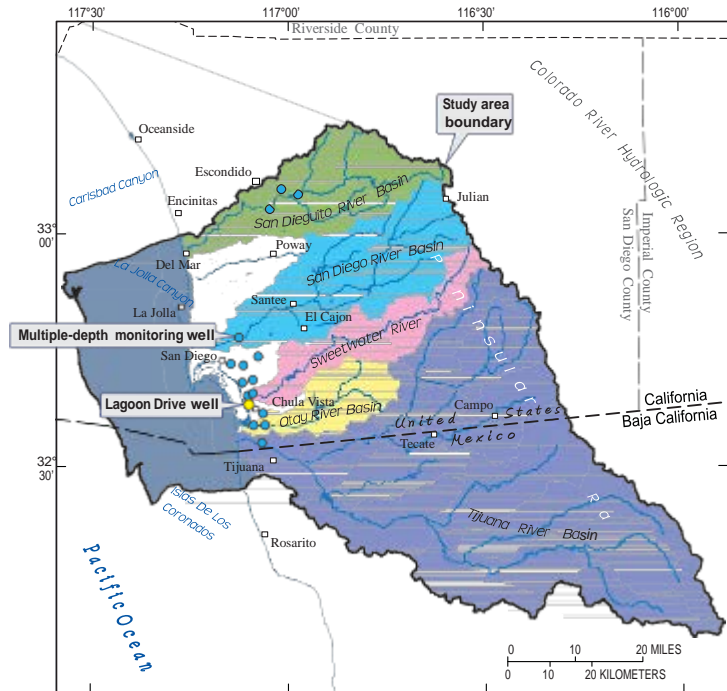 117°30' 117°00' 116°30' 116°00'
Riverside County
Colorado River Hydrologic Region
Study area
boundary
Oceanside
Escondido
Carlsbad Canyon
Encinitas
Julian
San Dieguito River Basin
33°
00'
Poway
Del Mar
San Diego River Basin
La Jolla Canyon
San Diego County
Imperial County
Peninsular
Santee
La Jolla
El Cajon
Multiple-depth monitoring well
Sweetwater River
San Diego
Lagoon Drive well
Chula Vista
Otay River Basin
Campo
California
Baja California
United States
Mexico
Tecate
Tijuana
32°
30'
Islas De Los
Coronados
Ra
Tijuana River Basin
Rosarito
Pacific Ocean
0 10 20 MILES
0 10 20 KILOMETERS